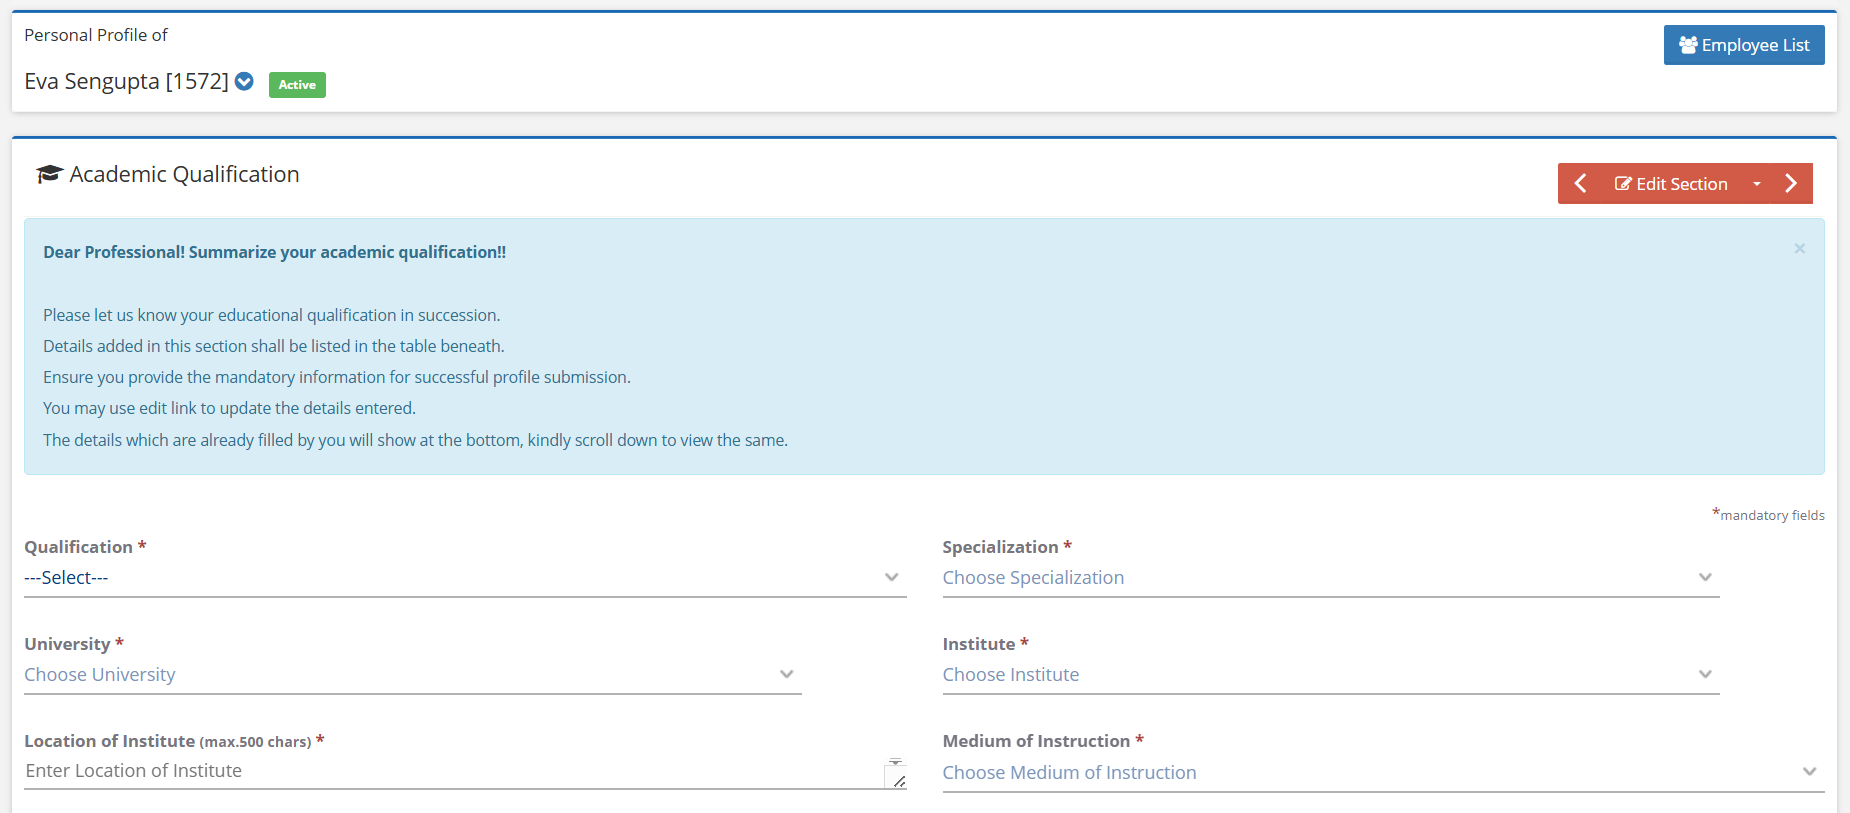 Personal Profile of
Employee List
Eva Sengupta [1572] Active
Academic Qualification
Edit Section
Dear Professional! Summarize your academic qualification!!
×
Please let us know your educational qualification in succession.
Details added in this section shall be listed in the table beneath.
Ensure you provide the mandatory information for successful profile submission.
You may use edit link to update the details entered.
The details which are already filled by you will show at the bottom, kindly scroll down to view the same.
*mandatory fields
Qualification *
---Select---
Specialization *
Choose Specialization
University *
Choose University
Institute *
Choose Institute
Location of Institute (max.500 chars) *
Enter Location of Institute
Medium of Instruction *
Choose Medium of Instruction